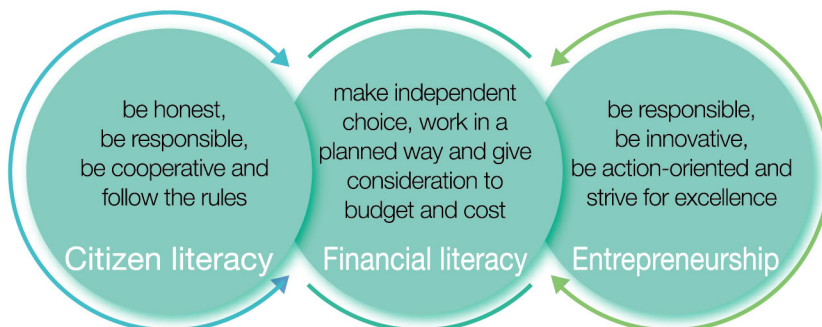 be honest,
be responsible,
be cooperative and
follow the rules
Citizen literacy
make independent
choice, work in a
planned way and give
consideration to
budget and cost
Financial literacy
be responsible,
be innovative,
be action-oriented and
strive for excellence
Entrepreneurship